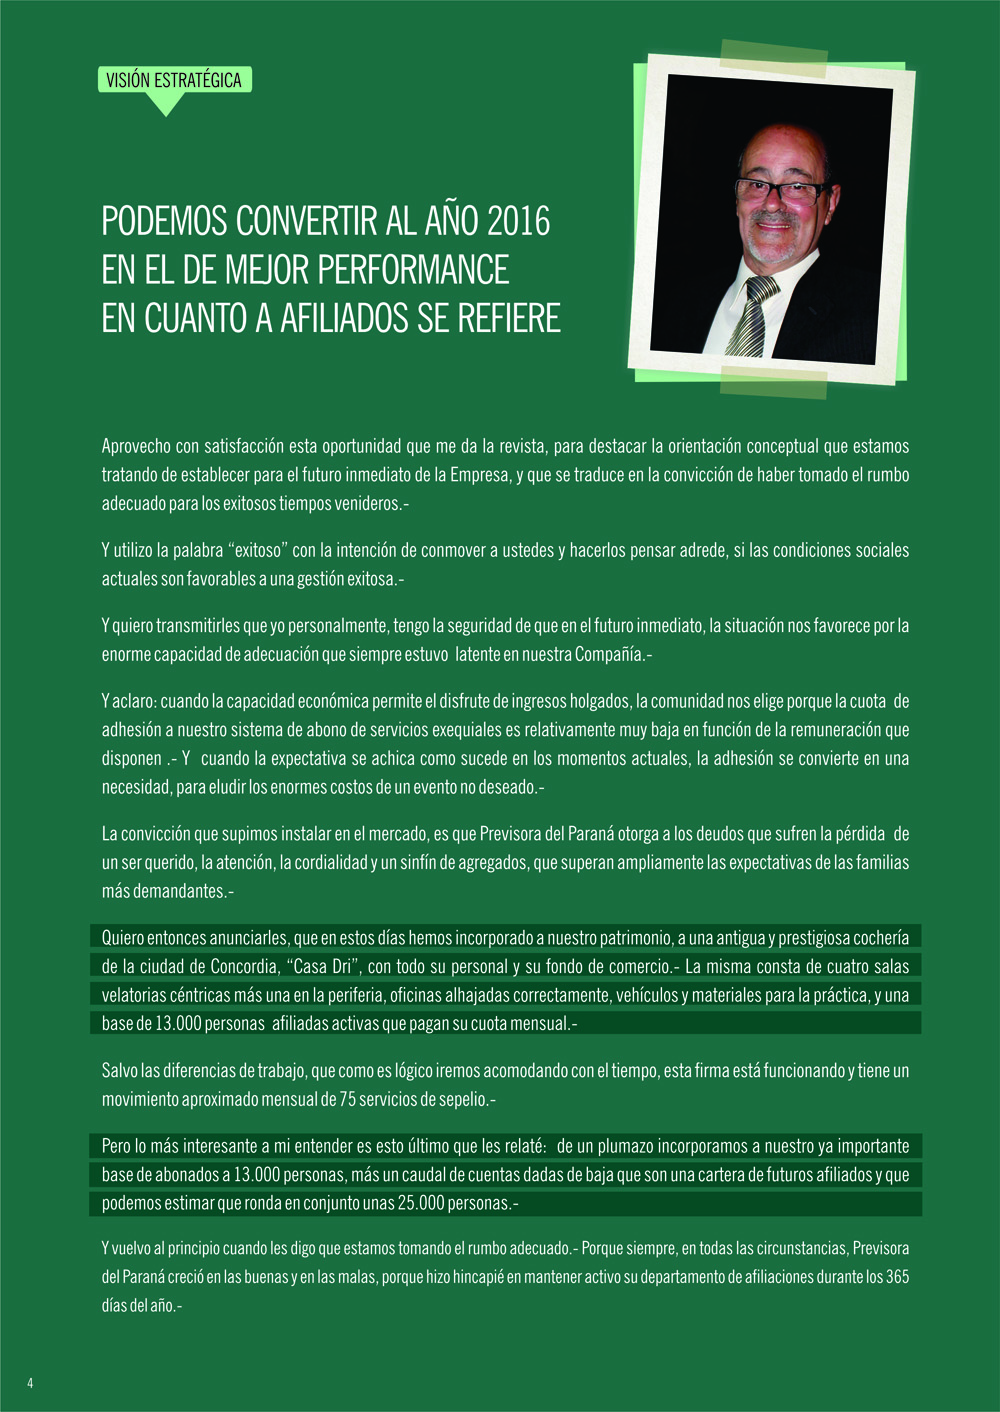 VISIÓN ESTRATÉGICA
PODEMOS CONVERTIR AL AÑO 2016
EN EL DE MEJOR PERFORMANCE
EN CUANTO A AFILIADOS SE REFIERE
Aprovecho con satisfacción esta oportunidad que me da la revista, para destacar la orientación conceptual que estamos
tratando de establecer para el futuro inmediato de la Empresa, y que se traduce en la convicción de haber tomado el rumbo
adecuado para los exitosos tiempos venideros.-
Y utilizo la palabra “exitoso” con la intención de conmover a ustedes y hacerlos pensar adrede, si las condiciones sociales
actuales son favorables a una gestión exitosa.-
Y quiero transmitirles que yo personalmente, tengo la seguridad de que en el futuro inmediato, la situación nos favorece por la
enorme capacidad de adecuación que siempre estuvo  latente en nuestra Compañía.-
Y aclaro: cuando la capacidad económica permite el disfrute de ingresos holgados, la comunidad nos elige porque la cuota  de
adhesión a nuestro sistema de abono de servicios exequiales es relativamente muy baja en función de la remuneración que
disponen .- Y  cuando la expectativa se achica como sucede en los momentos actuales, la adhesión se convierte en una
necesidad, para eludir los enormes costos de un evento no deseado.-
La convicción que supimos instalar en el mercado, es que Previsora del Paraná otorga a los deudos que sufren la pérdida  de
un ser querido, la atención, la cordialidad y un sinfín de agregados, que superan ampliamente las expectativas de las familias
más demandantes.-
Quiero entonces anunciarles, que en estos días hemos incorporado a nuestro patrimonio, a una antigua y prestigiosa cochería
de la ciudad de Concordia, “Casa Dri”, con todo su personal y su fondo de comercio.- La misma consta de cuatro salas
velatorias céntricas más una en la periferia, oficinas alhajadas correctamente, vehículos y materiales para la práctica, y una
base de 13.000 personas  afiliadas activas que pagan su cuota mensual.-
Salvo las diferencias de trabajo, que como es lógico iremos acomodando con el tiempo, esta firma está funcionando y tiene un
movimiento aproximado mensual de 75 servicios de sepelio.-
Pero lo más interesante a mi entender es esto último que les relaté:  de un plumazo incorporamos a nuestro ya importante
base de abonados a 13.000 personas, más un caudal de cuentas dadas de baja que son una cartera de futuros afiliados y que
podemos estimar que ronda en conjunto unas 25.000 personas.-
Y vuelvo al principio cuando les digo que estamos tomando el rumbo adecuado.- Porque siempre, en todas las circunstancias, Previsora
del Paraná creció en las buenas y en las malas, porque hizo hincapié en mantener activo su departamento de afiliaciones durante los 365
días del año.-
4